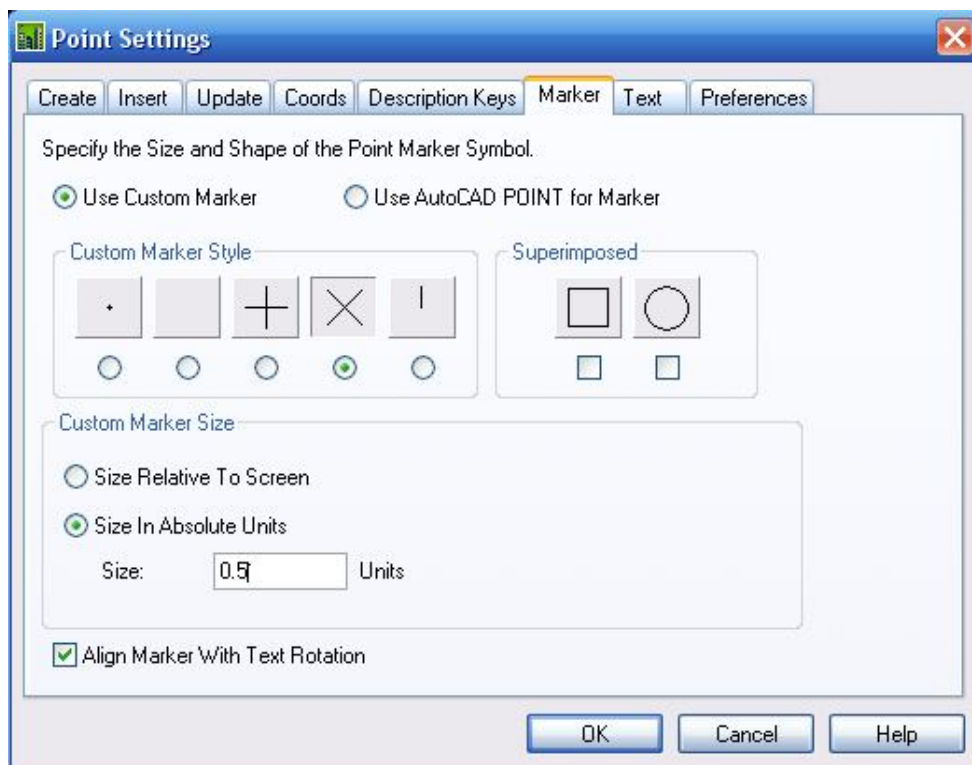 Point Settings
Create Insert Update Coords Description Keys Marker Text Preferences
Specify the Size and Shape of the Point Marker Symbol.
Use Custom Marker Use AutoCAD POINT for Marker
Custom Marker Style Superimposed
Custom Marker Size
Size Relative To Screen
Size In Absolute Units
Size: 0.5 Units
Align Marker With Text Rotation
OK Cancel Help